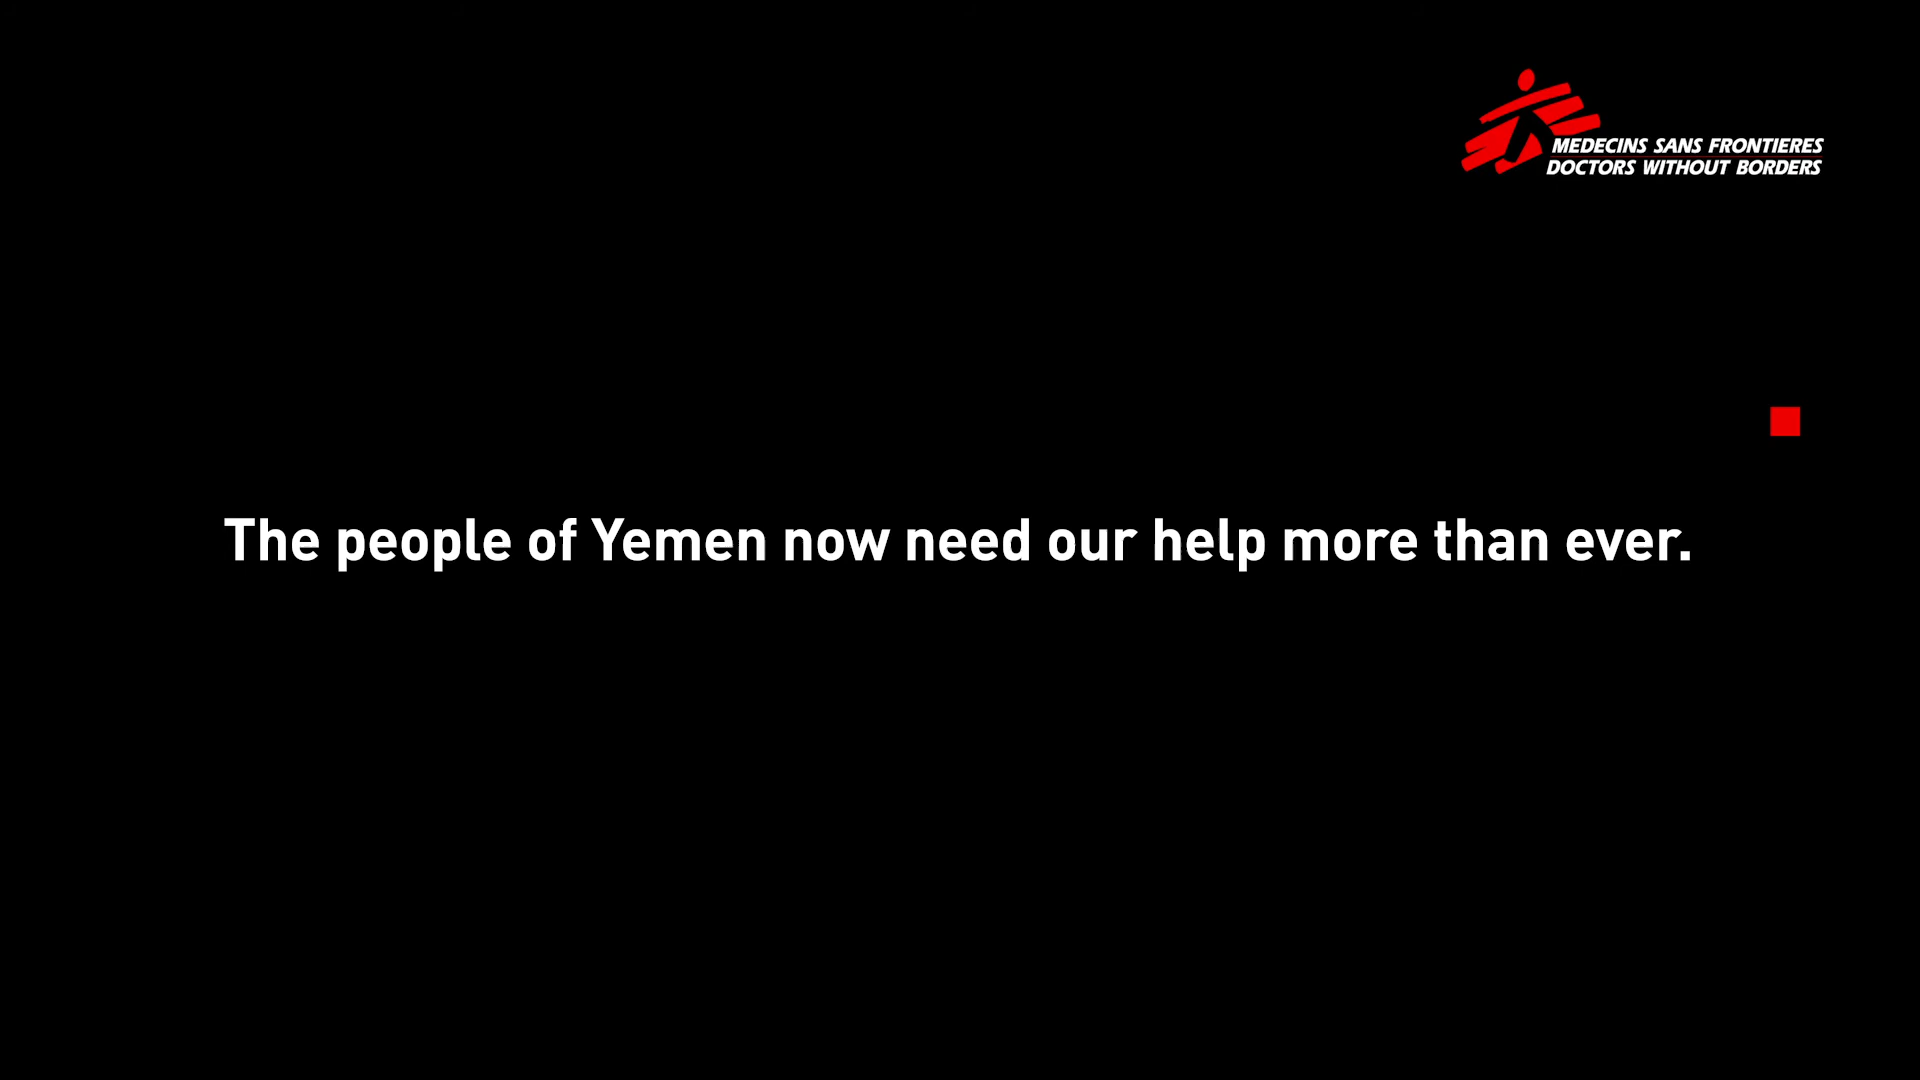 MEDECINS SANS FRONTIERES
DOCTORS WITHOUT BORDERS
The people of Yemen now need our help more than ever.